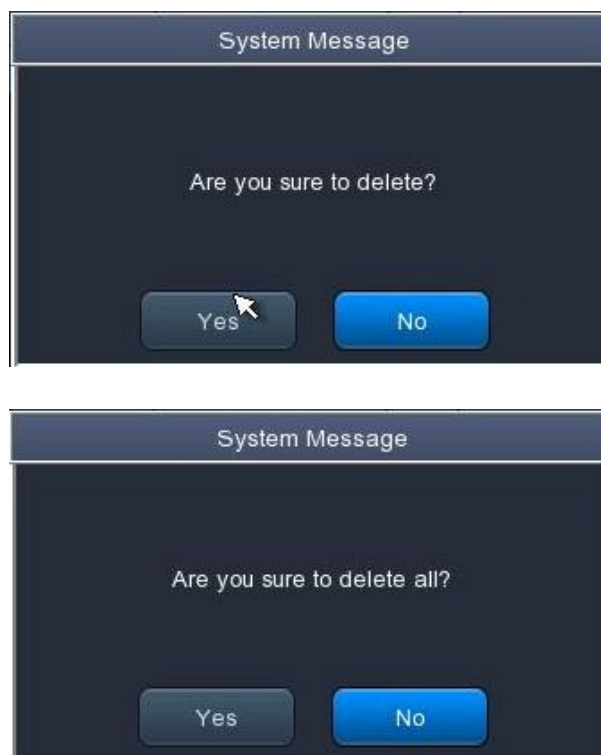 System Message
Are you sure to delete?
Yes No
System Message
Are you sure to delete all?
Yes No